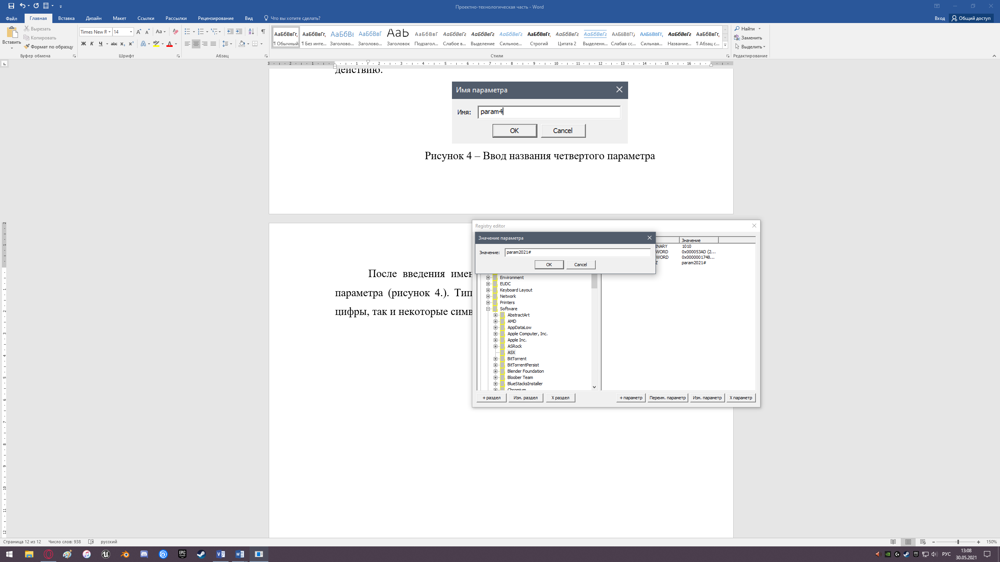 Проектно-технологическая часть - Word
Файл Главная Вставка Дизайн Макет Ссылки Рассылки Рецензирование Вид Что вы хотите сделать? Вход Общий доступ
Вставить
Вырезать
Копировать
Формат по образцу
Буфер обмена
Times New R 14
Шрифт
Абзац
АаБбВвГг, АаБбВвГг, АаБбВг АаБбВвГ АаЬ АаБбВвГ АаБбВвГг АаБбВвГг АаБбВвГг АаБбВвГг, АаБбВвГг АаБбВвГг ААБбВВГг, ААБбВВГг, АаБбВвГг АаБбВвГг,
¶ Обычный ¶ Без инте... Заголово... Заголово... Заголовок Подзагол... Слабое в... Выделение Сильное... Строгий Цитата 2 Выделенн... Слабая сс... Сильная... Название... ¶ Абзац с...
Стили
Найти
Заменить
Выделить
Редактирование
действию.
Имя параметра
Имя: param4
OK Cancel
Рисунок 4 – Ввод названия четвертого параметра
После введения имен
параметра (рисунок 4.). Тип
цифры, так и некоторые симв
Registry editor
Значение параметра
Значение: param2021#
OK Cancel
Значение
INARY 1010
WORD 0x000053AD (2...
WORD 0x0000001748...
Z param2021#
Environment
EUDC
Keyboard Layout
Network
Printers
Software
AbstractArt
AMD
AppDataLow
Apple Computer, Inc.
Apple Inc.
ASRock
ASX
BitTorrent
BitTorrentPersist
Blender Foundation
Bloober Team
BlueStacksInstaller
Chromium
+ раздел Изм. раздел X раздел + параметр Переим. параметр Изм. параметр X параметр
Страница 12 из 12 Число слов: 938 русский 150%
РУС 13:08
30.05.2021